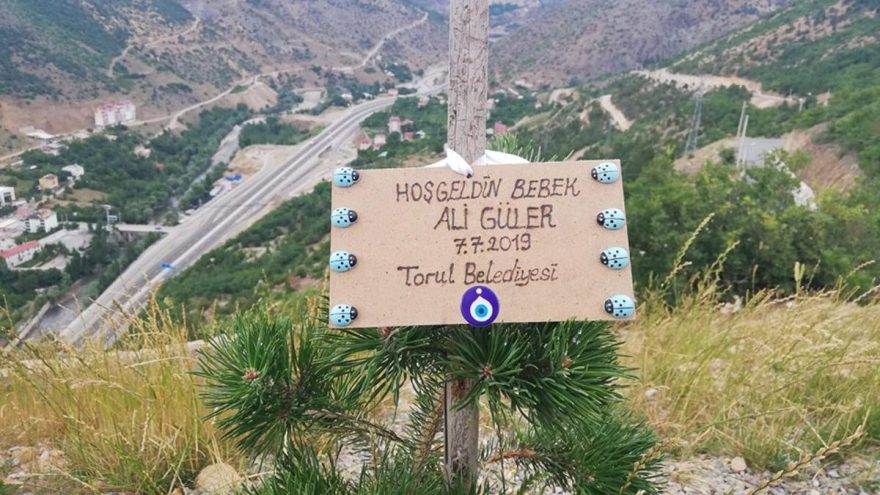 HOŞGELDİN BEBEK
ALİ GÜLER
7.7.2019
Torul Belediyesi